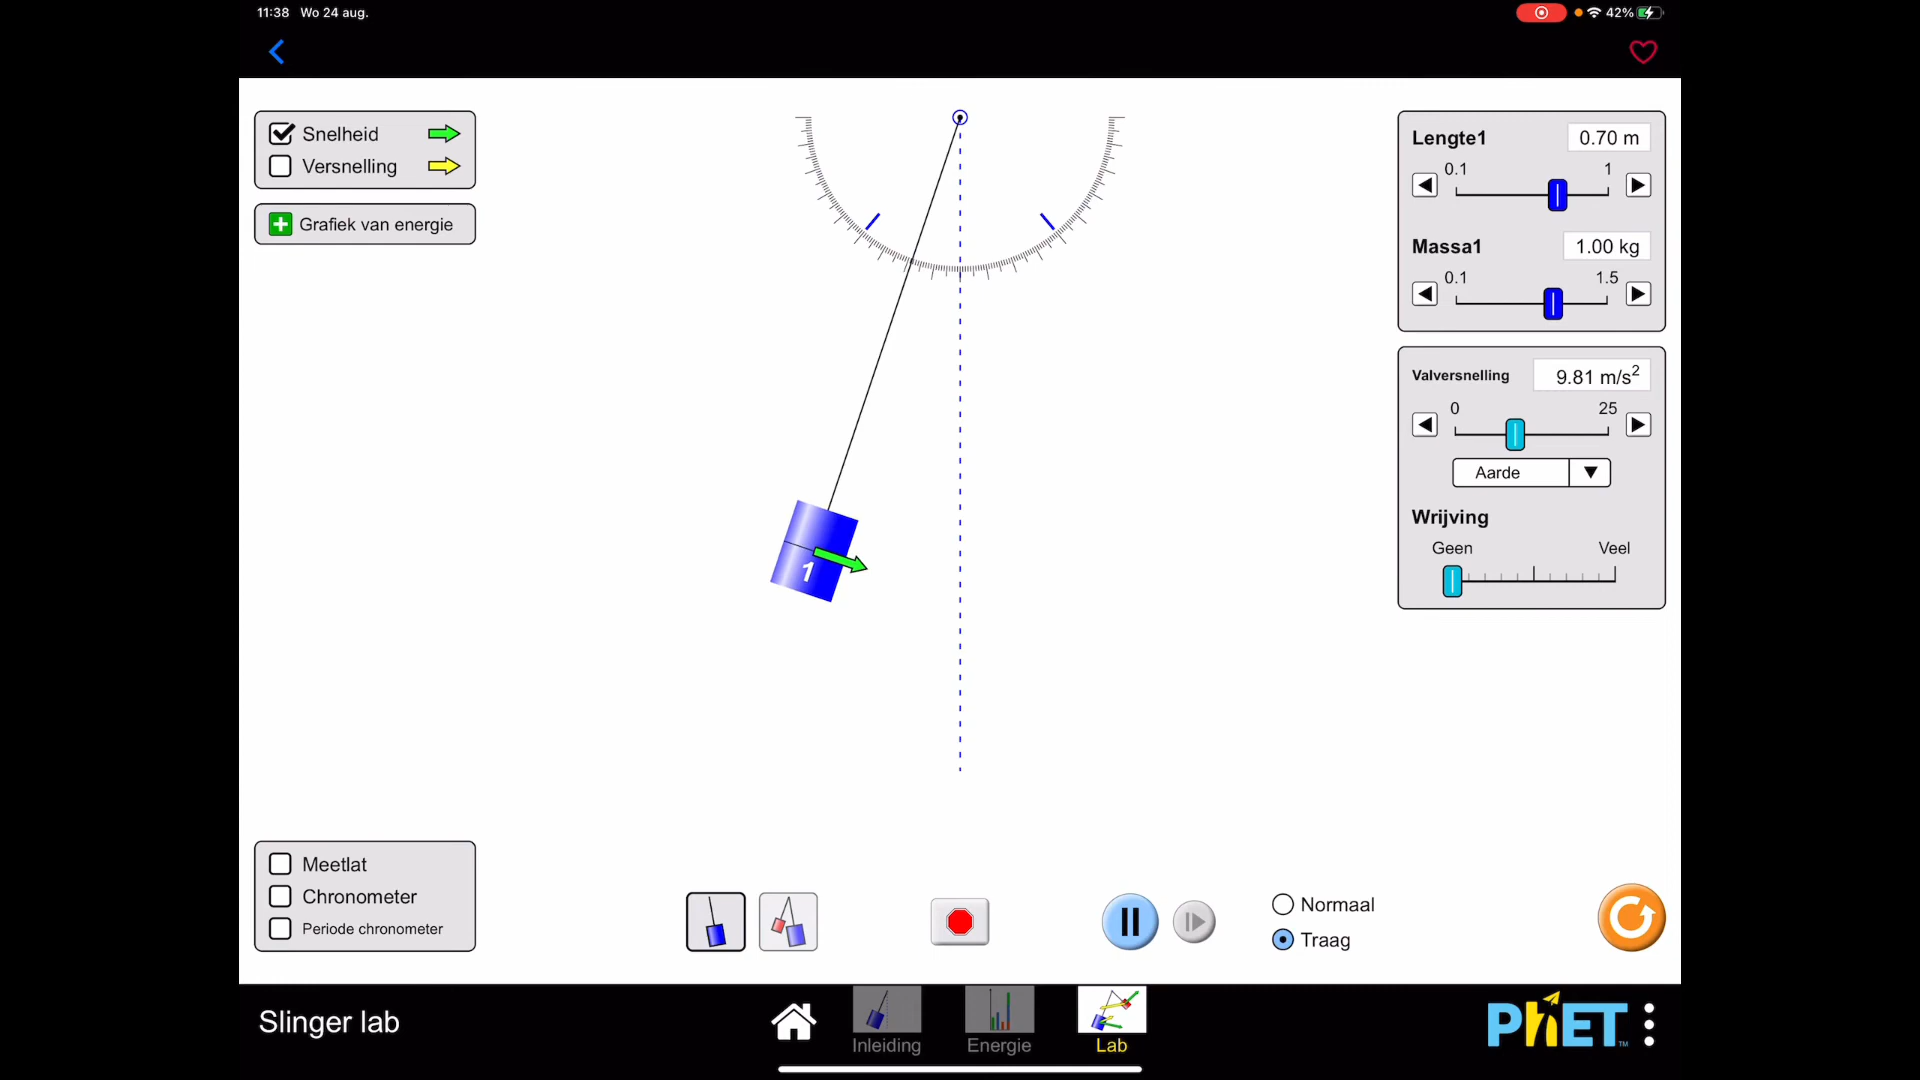 11:38 Wo 24 aug.
42%
Snelheid
Versnelling
Grafiek van energie
Lengte1 0.70 m
0.1 1
Massa1 1.00 kg
0.1 1.5
Valversnelling 9.81 m/s²
0 25
Aarde
Wrijving
Geen Veel
1
Meetlat
Chronometer
Periode chronometer
Normaal
Traag
Slinger lab
Inleiding
Energie
Lab
PhET™